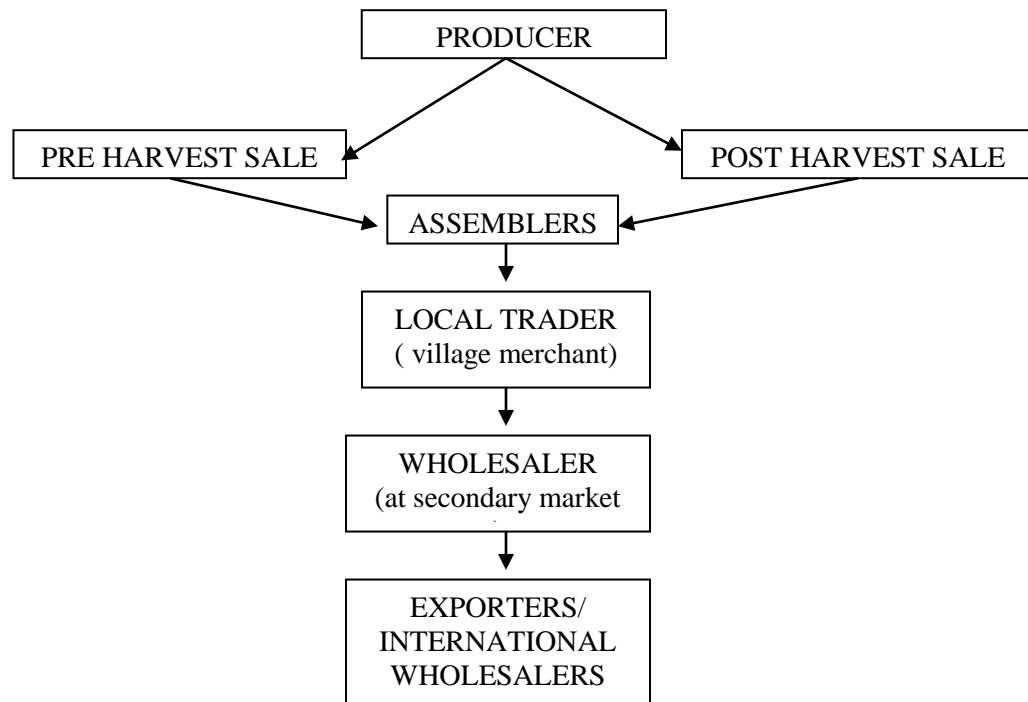 PRODUCER
PRE HARVEST SALE
POST HARVEST SALE
ASSEMBLERS
LOCAL TRADER
( village merchant)
WHOLESALER
(at secondary market
EXPORTERS/
INTERNATIONAL
WHOLESALERS